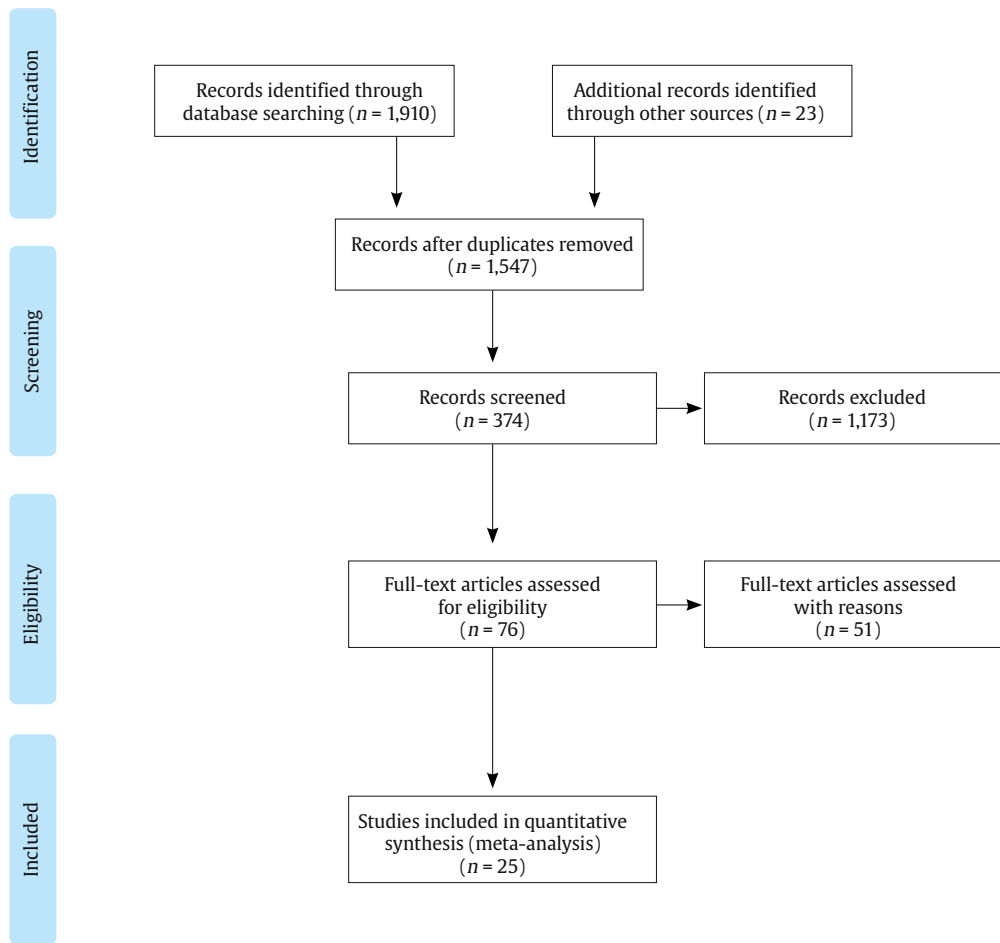 Identification
Records identified through
database searching (n = 1,910)
Additional records identified
through other sources (n = 23)
Records after duplicates removed
(n = 1,547)
Screening
Records screened
(n = 374)
Records excluded
(n = 1,173)
Eligibility
Full-text articles assessed
for eligibility
(n = 76)
Full-text articles assessed
with reasons
(n = 51)
Included
Studies included in quantitative
synthesis (meta-analysis)
(n = 25)